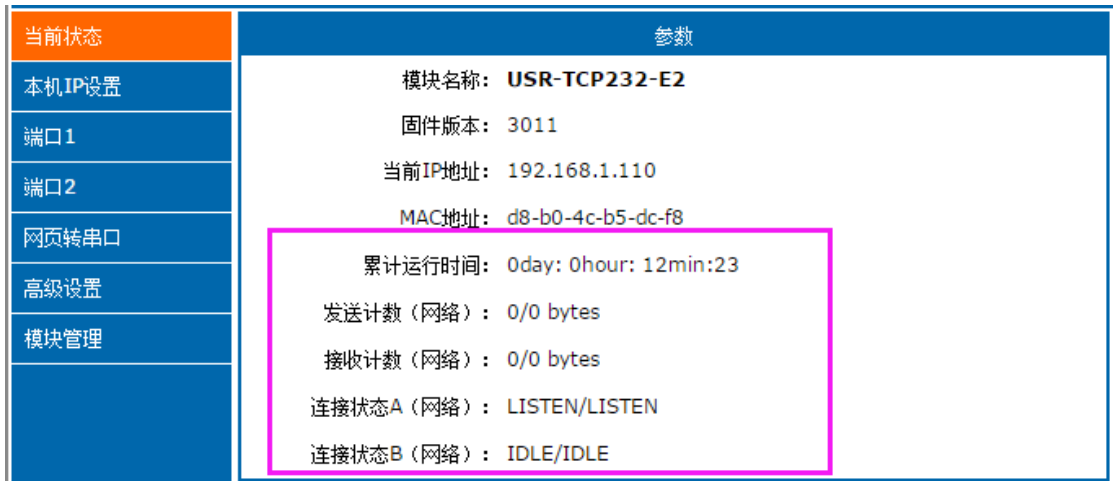 当前状态
本机IP设置
端口1
端口2
网页转串口
高级设置
模块管理
参数
模块名称： USR-TCP232-E2
固件版本： 3011
当前IP地址： 192.168.1.110
MAC地址： d8-b0-4c-b5-dc-f8
累计运行时间： 0day: 0hour: 12min:23
发送计数（网络）： 0/0 bytes
接收计数（网络）： 0/0 bytes
连接状态A（网络）： LISTEN/LISTEN
连接状态B（网络）： IDLE/IDLE